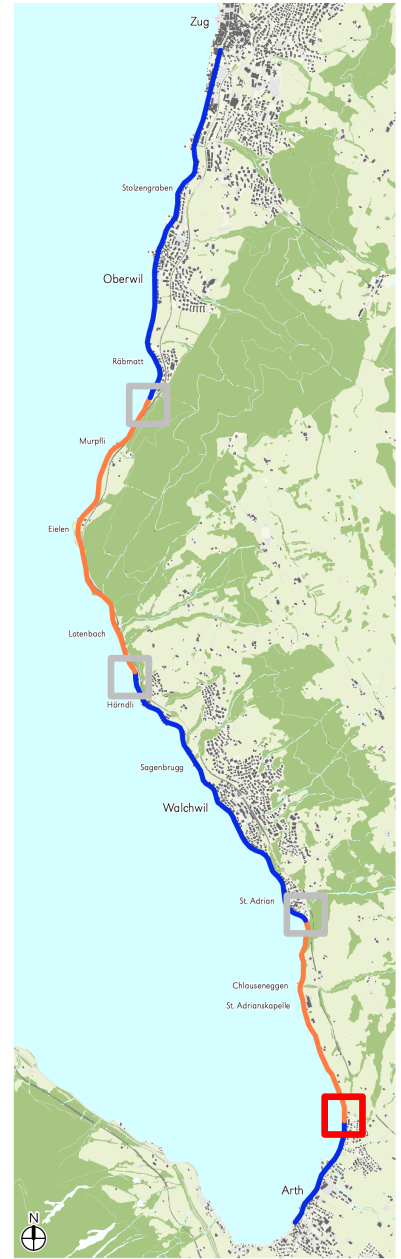 Zug
Stolzengraben
Oberwil
Räbmatt
Murpfli
Eielen
Lotenbach
Hörndli
Sagenbrugg
Walchwil
St. Adrian
Chlauseneggen
St. Adrianskapelle
Arth
N